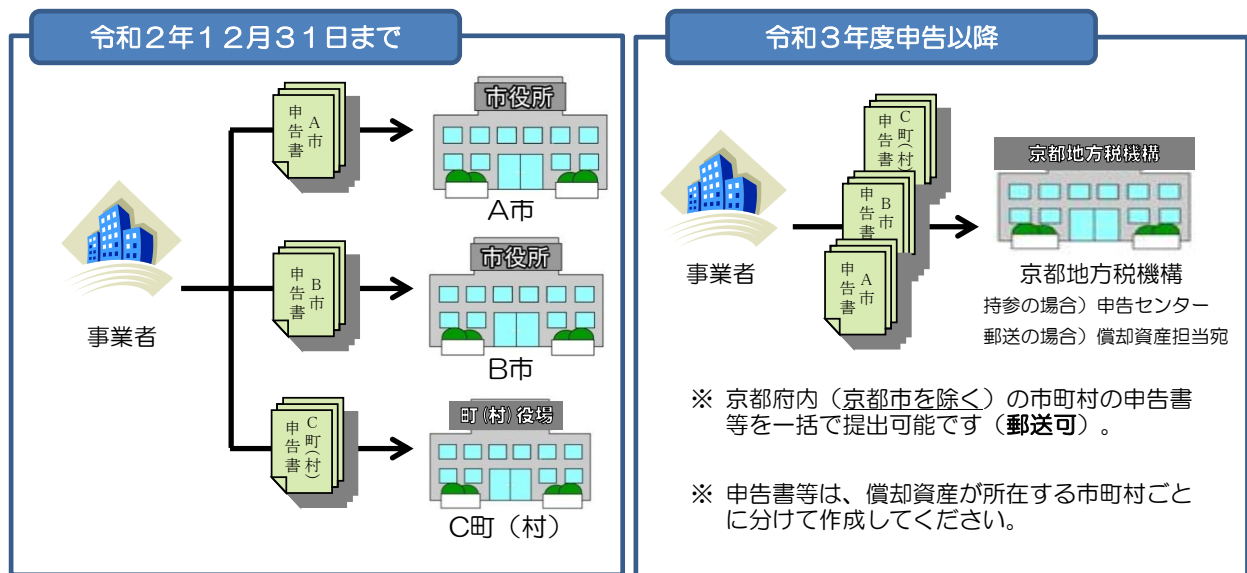 令和２年１２月３１日まで
事業者
A市
申告書
市役所
A市
B市
申告書
市役所
B市
C町(村)
申告書
町(村)役場
C町（村）
令和３年度申告以降
事業者
C町(村)
申告書
B市
申告書
A市
申告書
京都地方税機構
京都地方税機構
持参の場合）申告センター
郵送の場合）償却資産担当宛
※ 京都府内（京都市を除く）の市町村の申告書
等を一括で提出可能です（郵送可）。
※ 申告書等は、償却資産が所在する市町村ごと
に分けて作成してください。